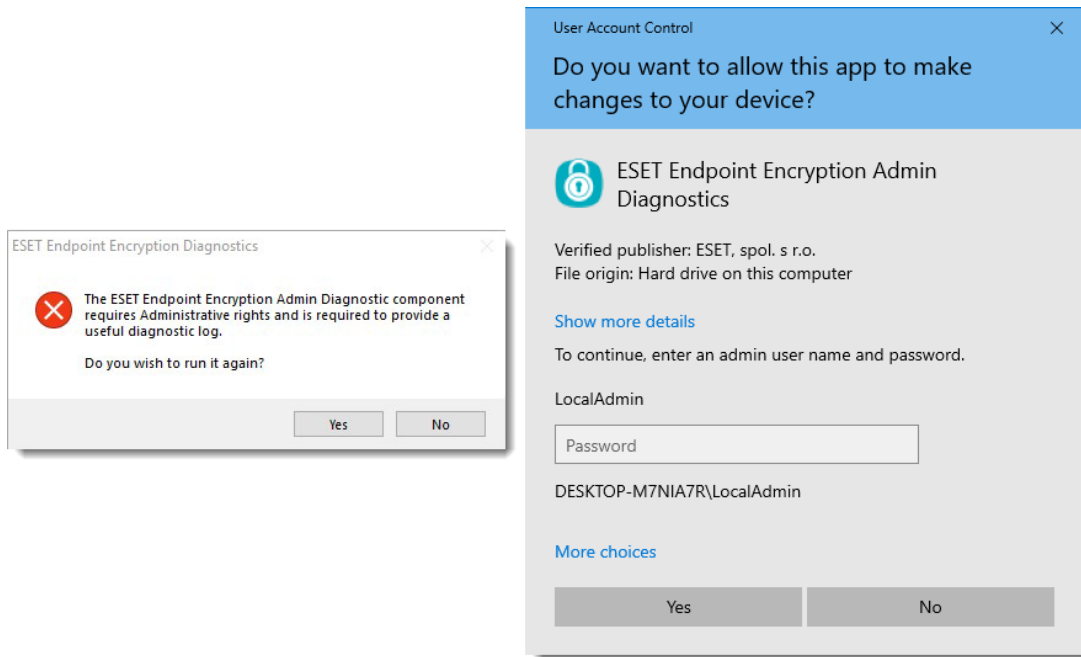 ESET Endpoint Encryption Diagnostics
The ESET Endpoint Encryption Admin Diagnostic component
requires Administrative rights and is required to provide a
useful diagnostic log.
Do you wish to run it again?
Yes
No
User Account Control
Do you want to allow this app to make
changes to your device?
ESET Endpoint Encryption Admin
Diagnostics
Verified publisher: ESET, spol. s r.o.
File origin: Hard drive on this computer
Show more details
To continue, enter an admin user name and password.
LocalAdmin
Password
DESKTOP-M7NIA7R\LocalAdmin
More choices
Yes
No